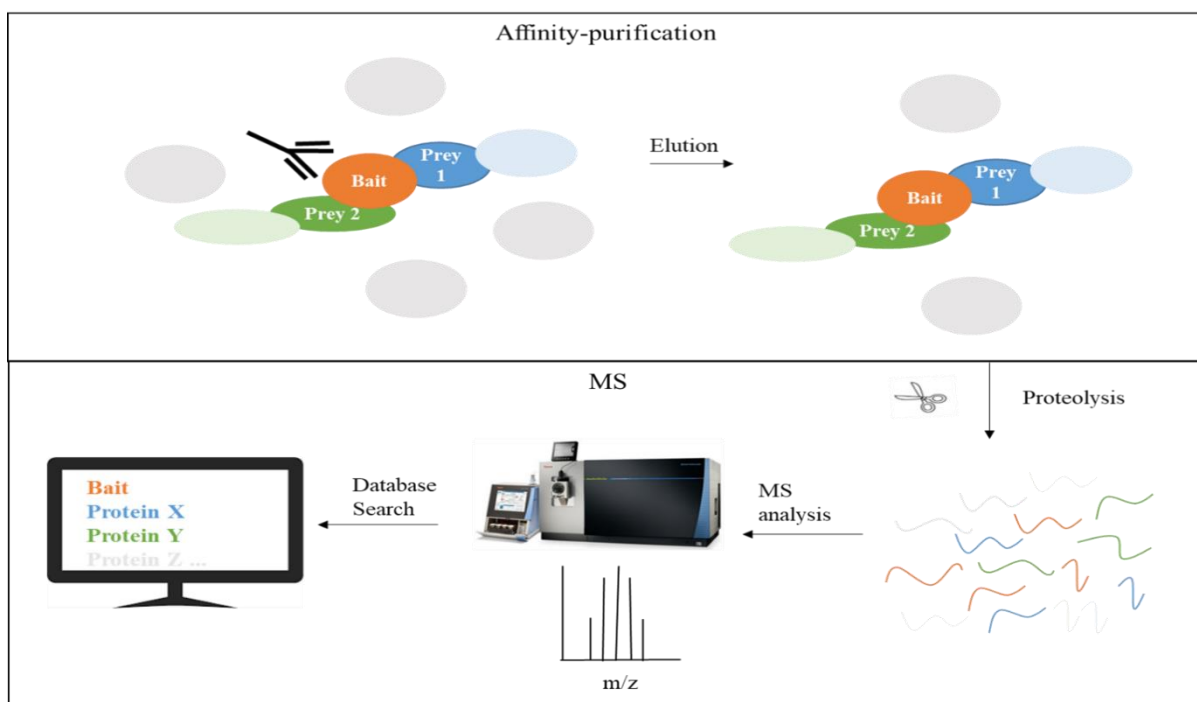 Affinity-purification
Elution
Prey
1
Bait
Prey 2
Prey
1
Bait
Prey 2
MS
Proteolysis
Bait
Protein X
Protein Y
Protein Z ...
Database
Search
MS
analysis
m/z